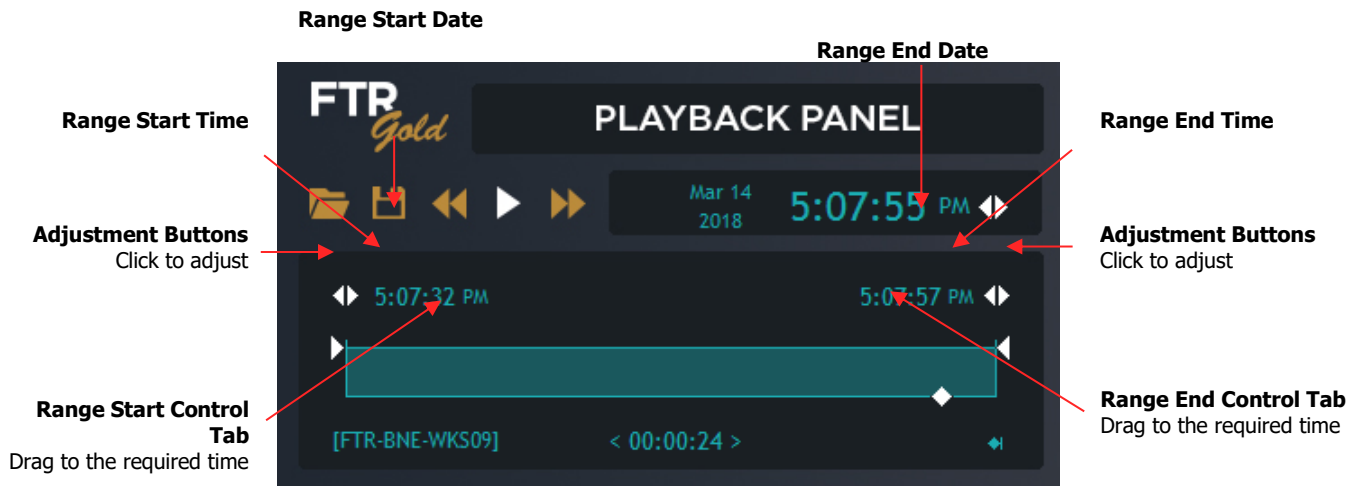 Range Start Date
Range End Date
FTR
Gold
PLAYBACK PANEL
Range Start Time
Range End Time
Mar 14
2018
5:07:55 PM
Adjustment Buttons
Click to adjust
Adjustment Buttons
Click to adjust
5:07:32 PM
5:07:57 PM
Range Start Control
Tab
Drag to the required time
Range End Control Tab
Drag to the required time
[FTR-BNE-WKS09]
< 00:00:24 >